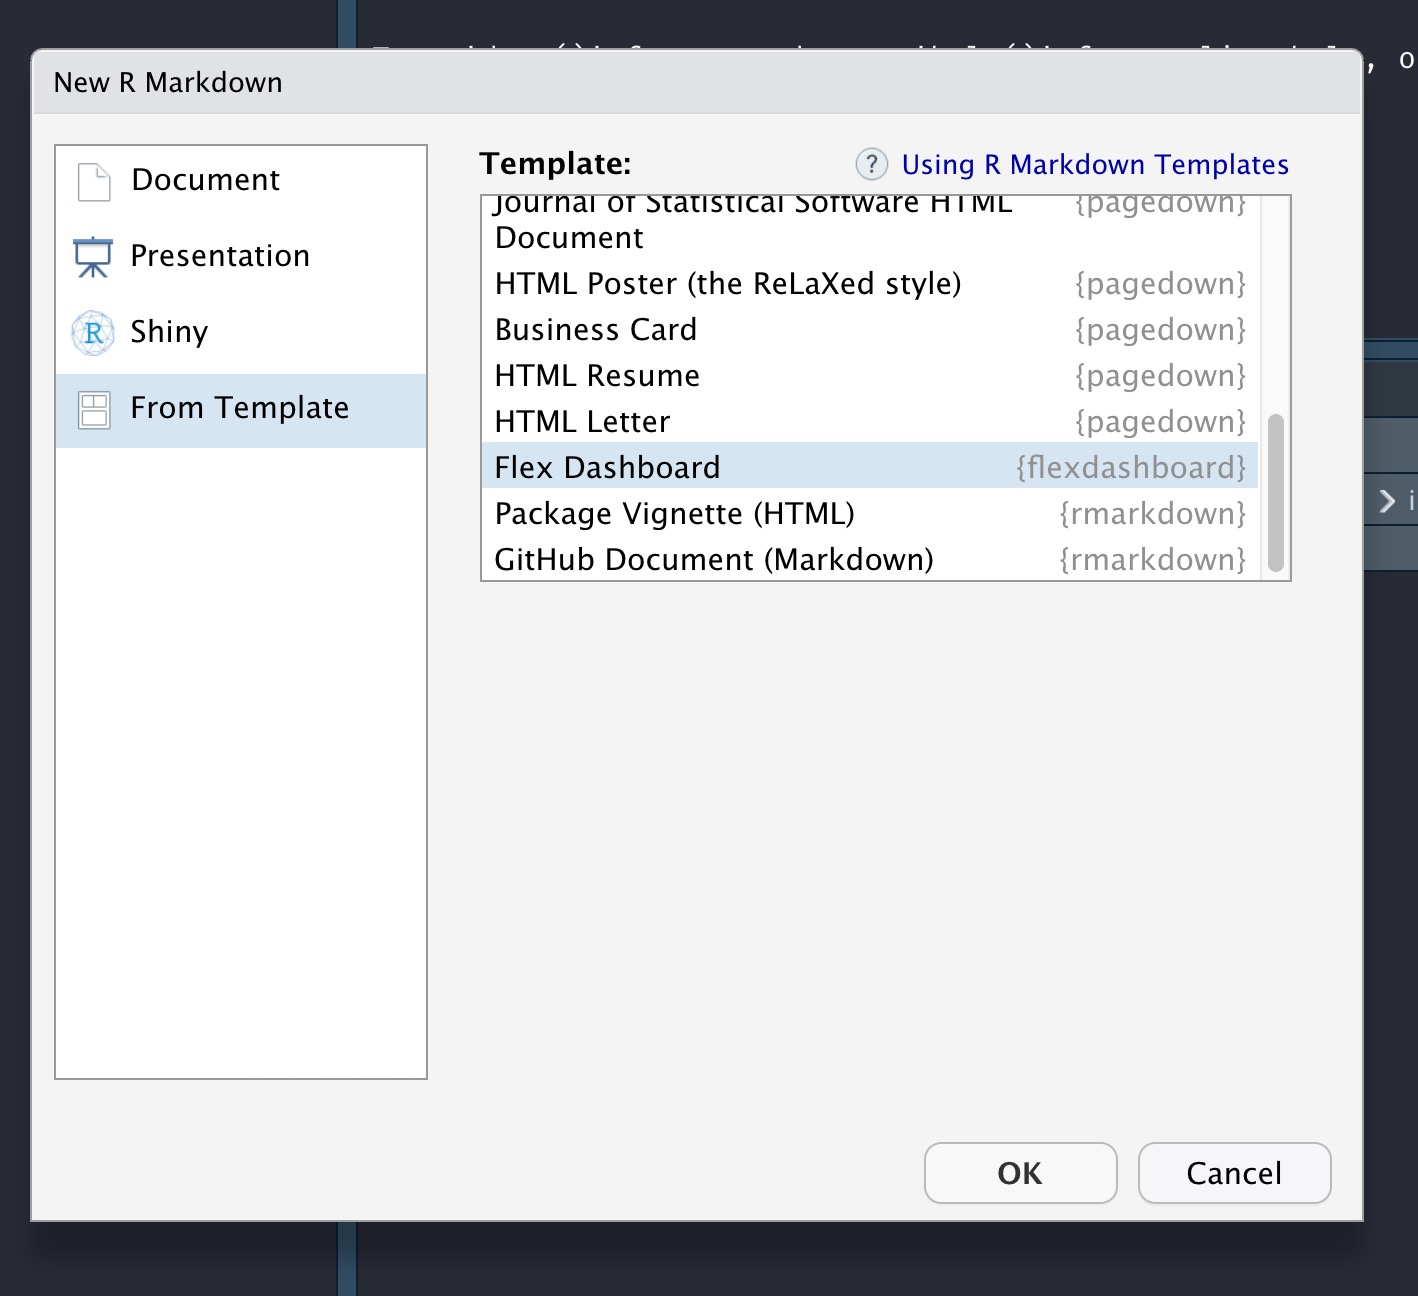 New R Markdown
Document
Presentation
Shiny
From Template
Template:
? Using R Markdown Templates
Journal of Statistical Software HTML {pagedown}
Document
HTML Poster (the ReLaXed style) {pagedown}
Business Card {pagedown}
HTML Resume {pagedown}
HTML Letter {pagedown}
Flex Dashboard {flexdashboard}
Package Vignette (HTML) {rmarkdown}
GitHub Document (Markdown) {rmarkdown}
OK
Cancel